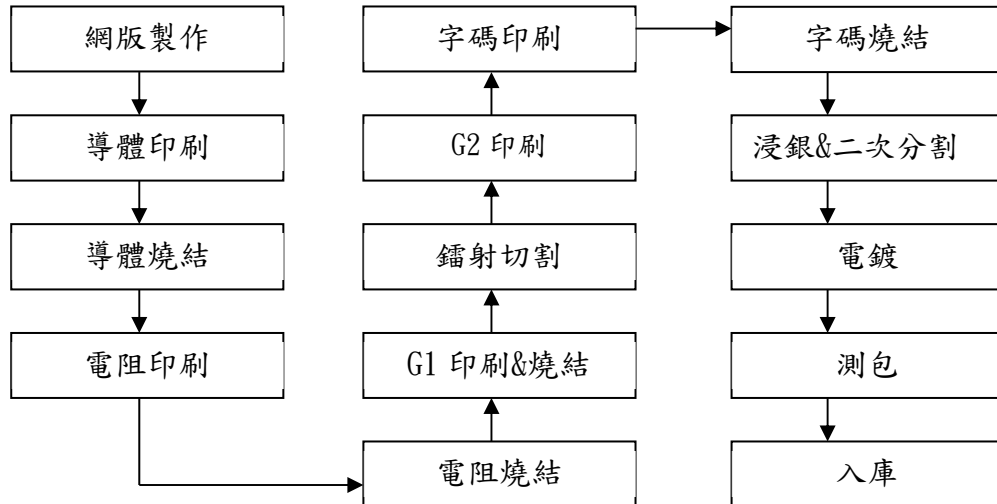 網版製作
導體印刷
導體燒結
電阻印刷
電阻燒結
G1 印刷&燒結
鐳射切割
G2 印刷
字碼印刷
字碼燒結
浸銀&二次分割
電鍍
測包
入庫